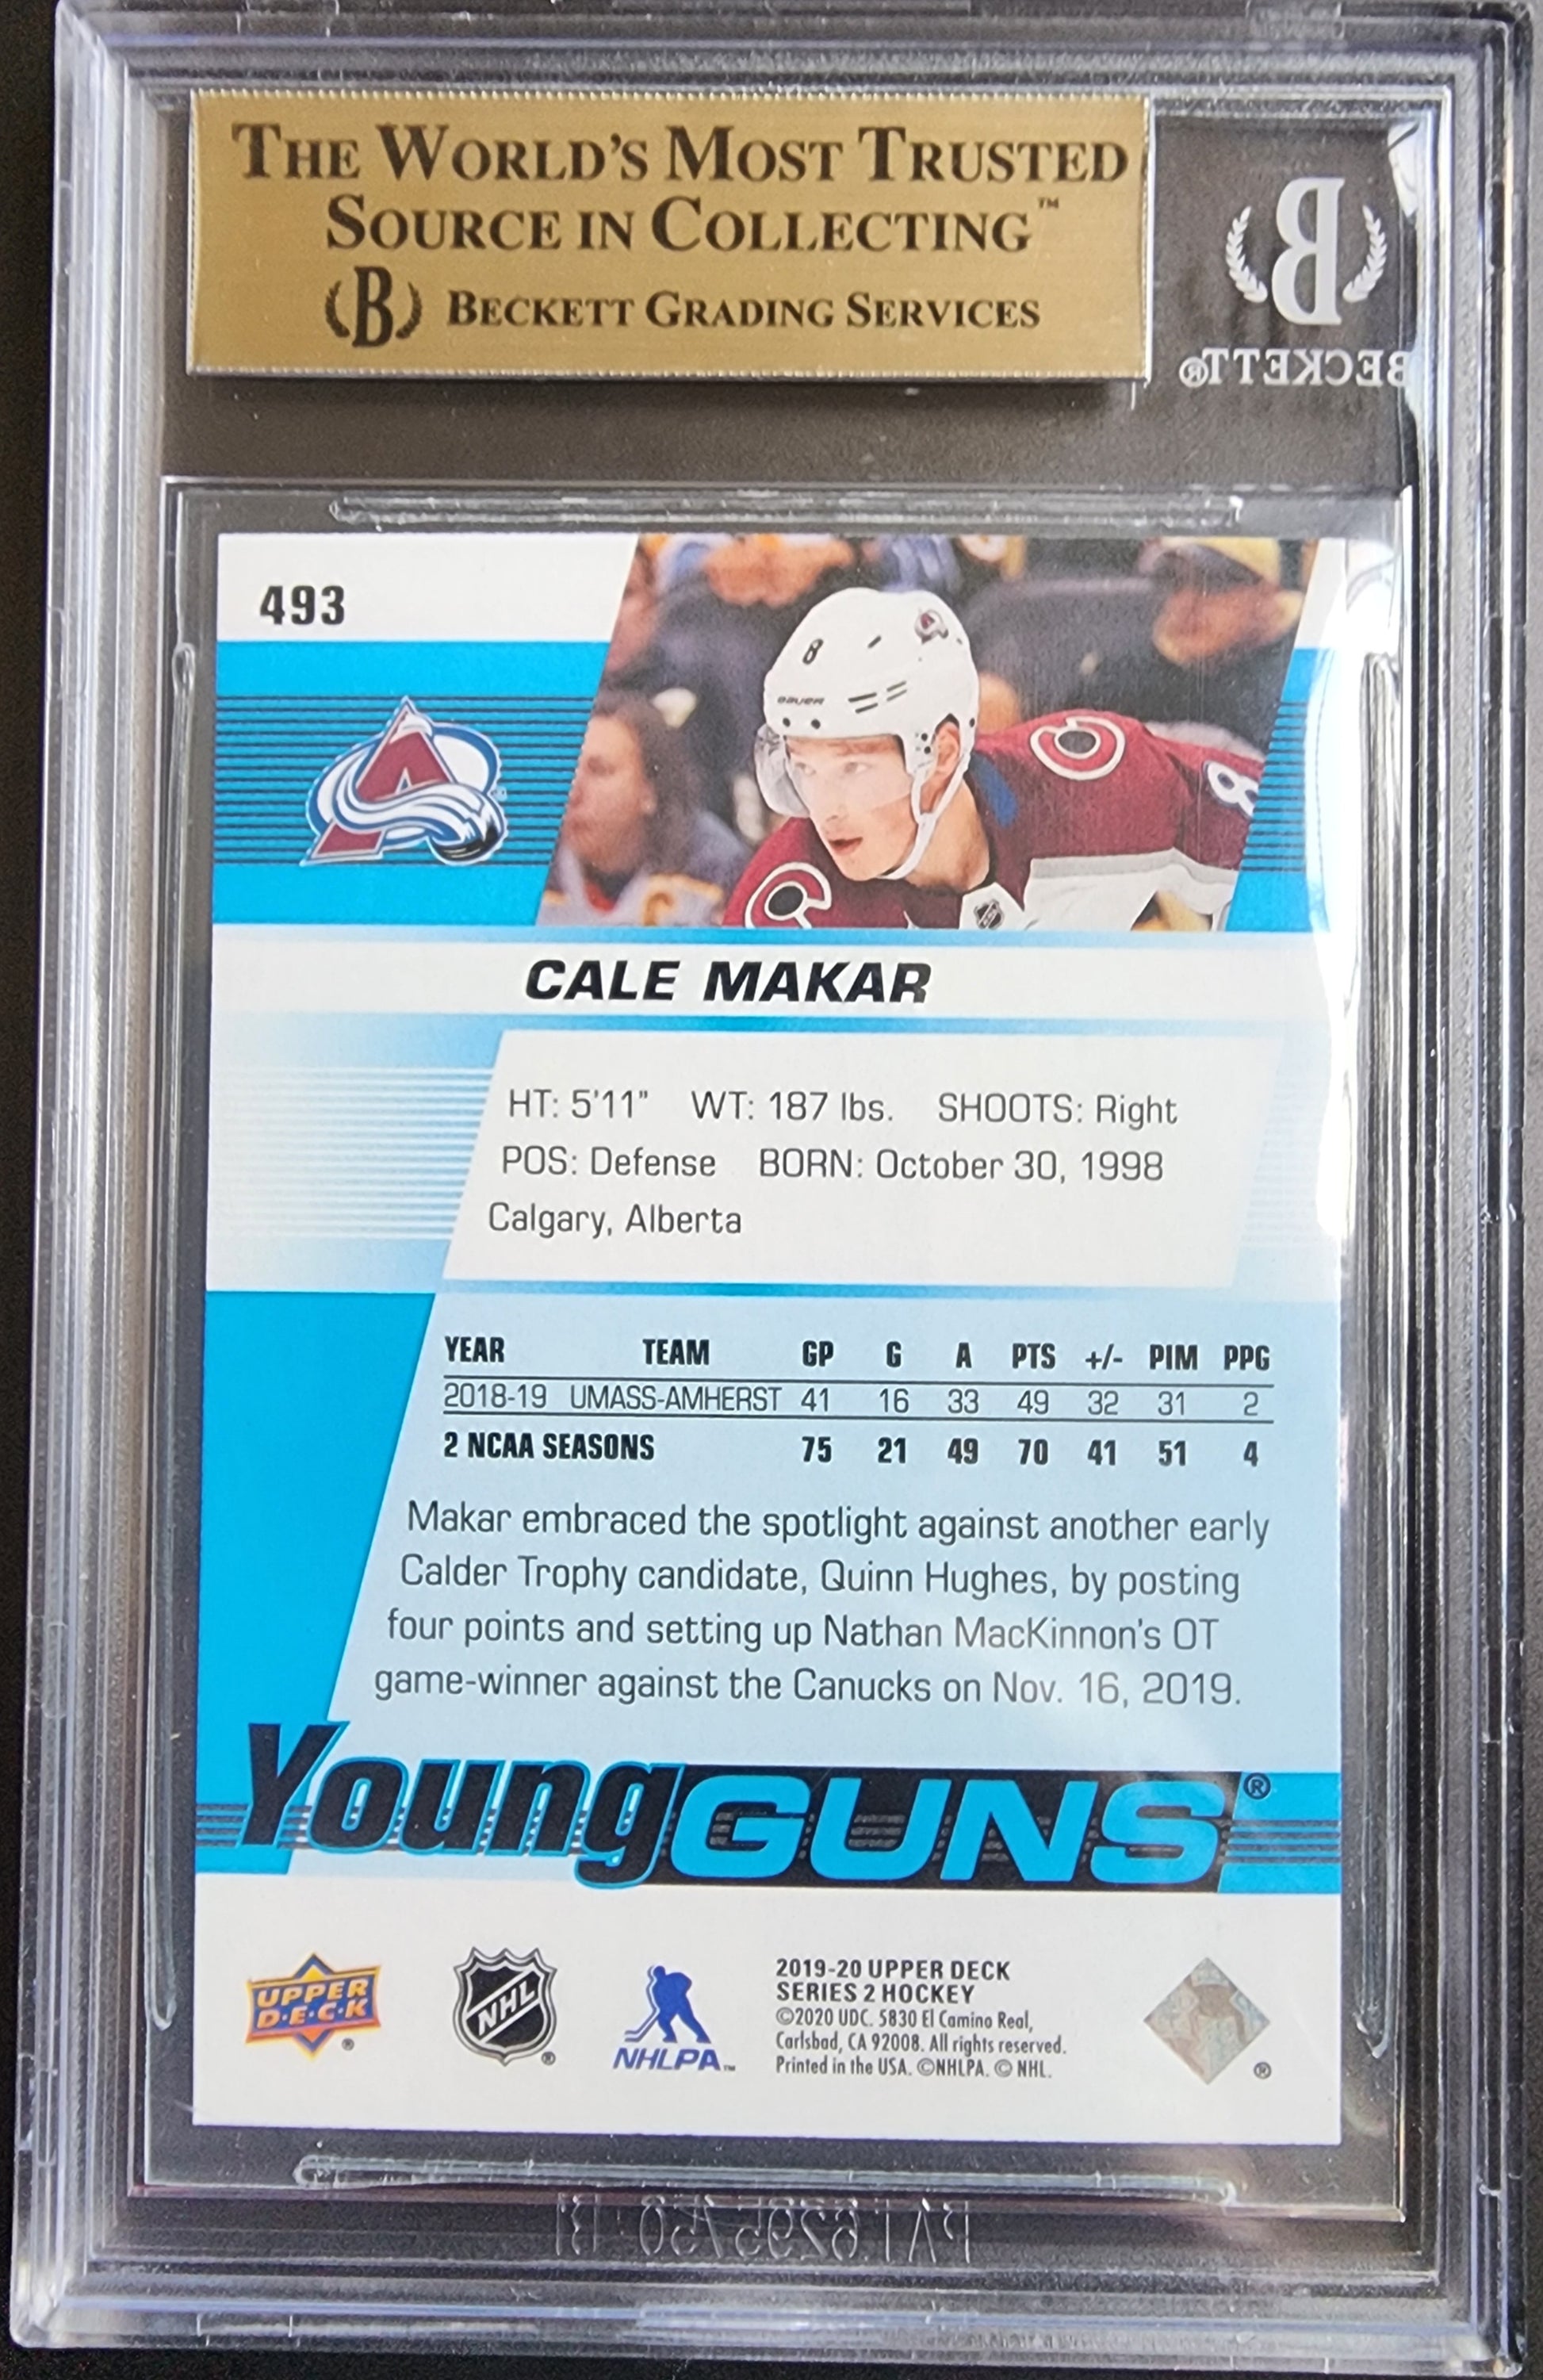 THE WORLD'S MOST TRUSTED
SOURCE IN COLLECTING™
B BECKETT GRADING SERVICES
B
BECKETT®
493
8
BAUER
8
CALE MAKAR
HT: 5'11" WT: 187 lbs. SHOOTS: Right
POS: Defense BORN: October 30, 1998
Calgary, Alberta
YEAR TEAM GP G A PTS +/- PIM PPG
2018-19 UMASS-AMHERST 41 16 33 49 32 31 2
2 NCAA SEASONS 75 21 49 70 41 51 4
Makar embraced the spotlight against another early
Calder Trophy candidate, Quinn Hughes, by posting
four points and setting up Nathan MacKinnon's OT
game-winner against the Canucks on Nov. 16, 2019.
Young GUNS®
UPPER
D·E·C·K ®
NHL ®
NHLPA™
2019-20 UPPER DECK
SERIES 2 HOCKEY
©2020 UDC. 5830 El Camino Real,
Carlsbad, CA 92008. All rights reserved.
Printed in the USA. ©NHLPA. © NHL.
®